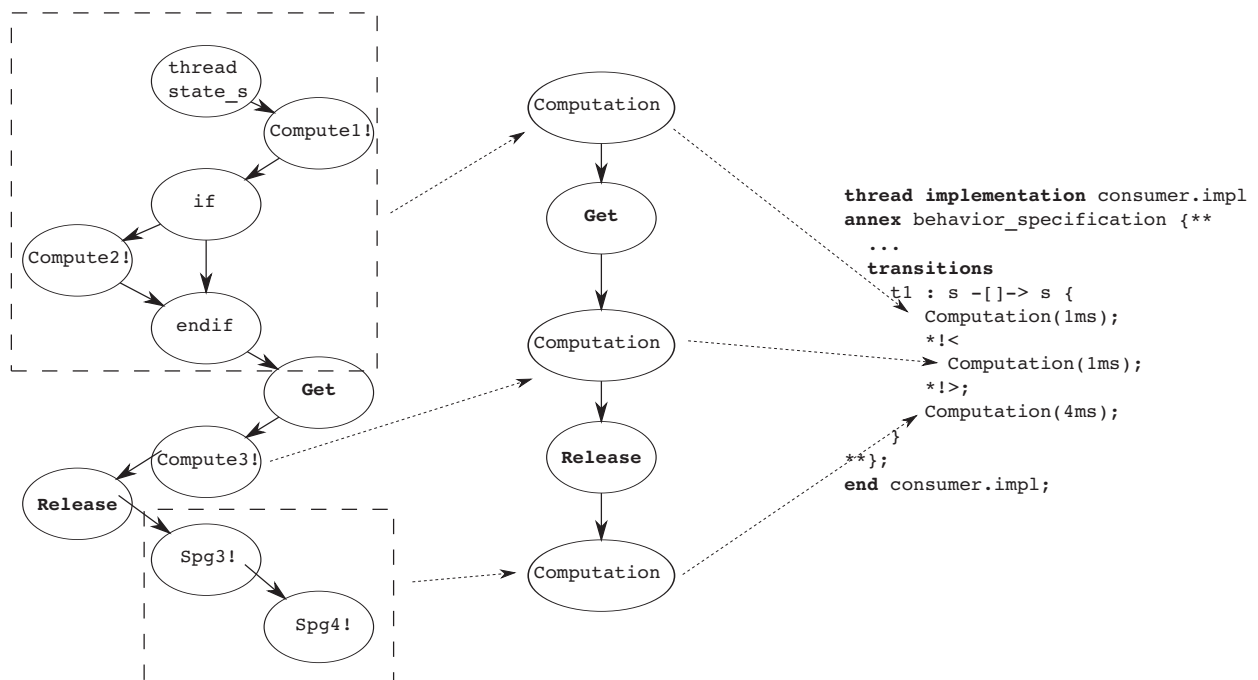 thread
state_s
Compute1!
if
Compute2!
endif
Get
Compute3!
Release
Spg3!
Spg4!
Computation
Get
Computation
Release
Computation
thread implementation consumer.impl
annex behavior_specification {**
...
transitions
t1 : s -[]-> s {
Computation(1ms);
*!<
Computation(1ms);
*!>;
Computation(4ms);
}
**};
end consumer.impl;